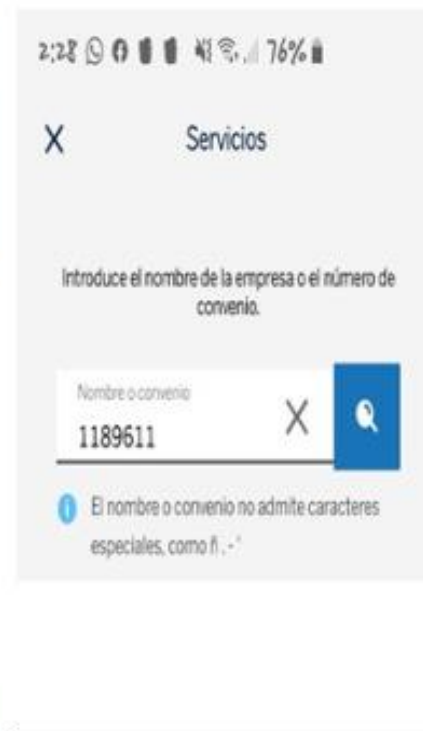 2:28 76%
X Servicios
Introduce el nombre de la empresa o el número de
convenio.
Nombre o convenio
1189611
El nombre o convenio no admite caracteres
especiales, como ñ . - '